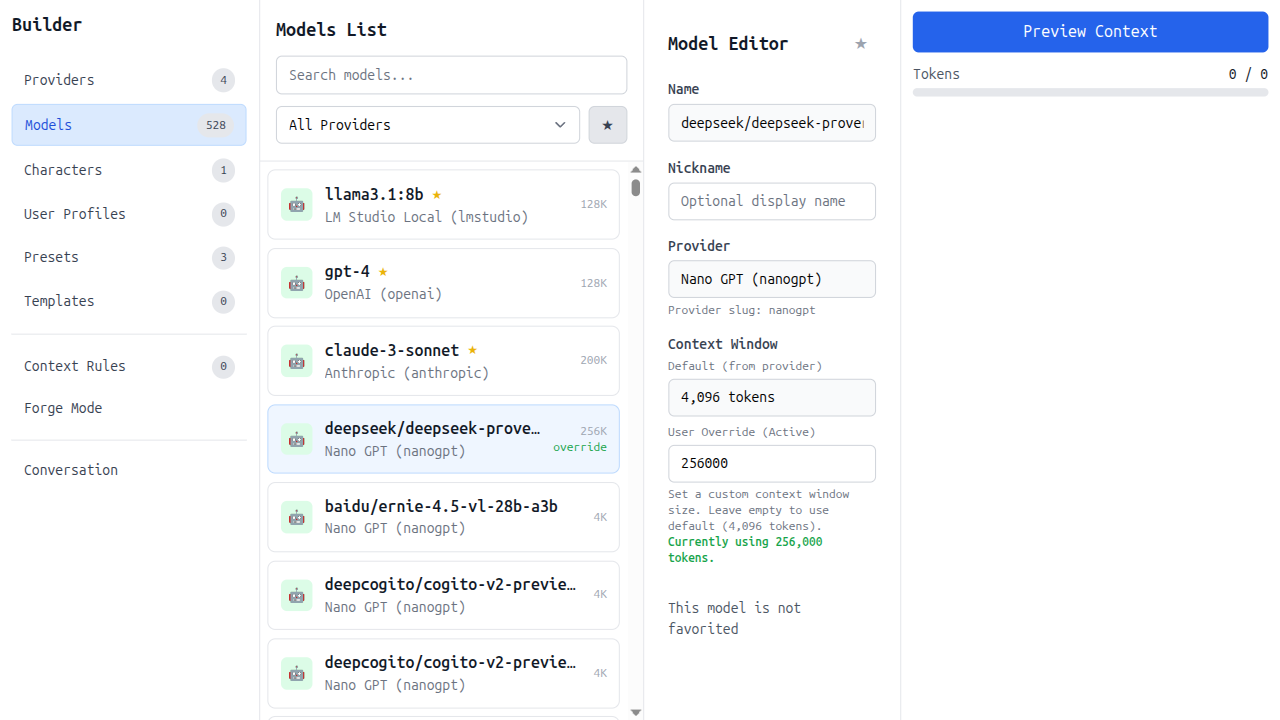 Builder
Providers 4
Models 528
Characters 1
User Profiles 0
Presets 3
Templates 0
Context Rules 0
Forge Mode
Conversation
Models List
Search models...
All Providers ★
llama3.1:8b ★
LM Studio Local (lmstudio)
128K
gpt-4 ★
OpenAI (openai)
128K
claude-3-sonnet ★
Anthropic (anthropic)
200K
deepseek/deepseek-prove…
Nano GPT (nanogpt)
256K
override
baidu/ernie-4.5-vl-28b-a3b
Nano GPT (nanogpt)
4K
deepcogito/cogito-v2-previe…
Nano GPT (nanogpt)
4K
deepcogito/cogito-v2-previe…
Nano GPT (nanogpt)
4K
Model Editor ★
Name
deepseek/deepseek-prover
Nickname
Optional display name
Provider
Nano GPT (nanogpt)
Provider slug: nanogpt
Context Window
Default (from provider)
4,096 tokens
User Override (Active)
256000
Set a custom context window
size. Leave empty to use
default (4,096 tokens).
Currently using 256,000
tokens.
This model is not
favorited
Preview Context
Tokens 0 / 0